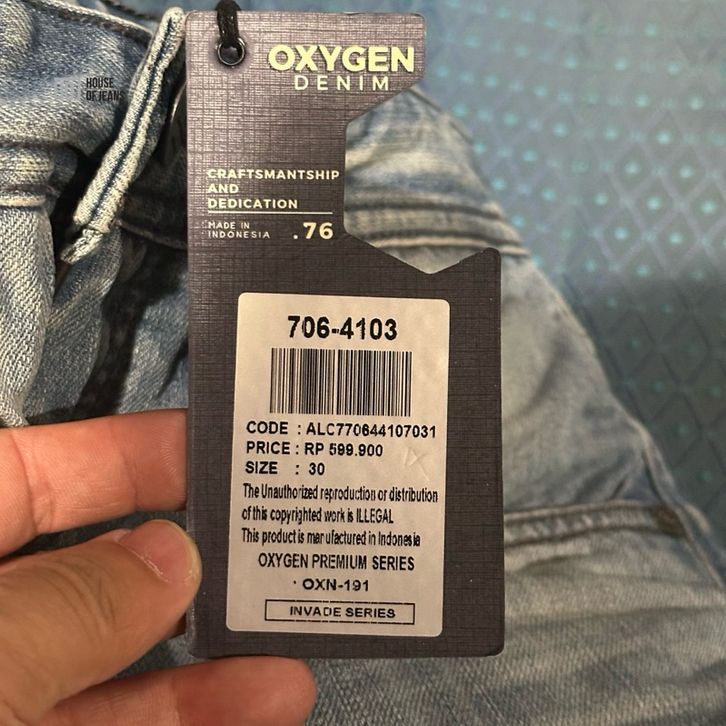 HOUSE
OF JEANS
OXYGEN
DENIM
CRAFTSMANTSHIP
AND
DEDICATION
MADE IN
INDONESIA .76
706-4103
CODE : ALC770644107031
PRICE : RP 599.900
SIZE : 30
The Unauthorized reproduction or distribution
of this copyrighted work is ILLEGAL
This product is manufactured in Indonesia
OXYGEN PREMIUM SERIES
OXN-191
INVADE SERIES